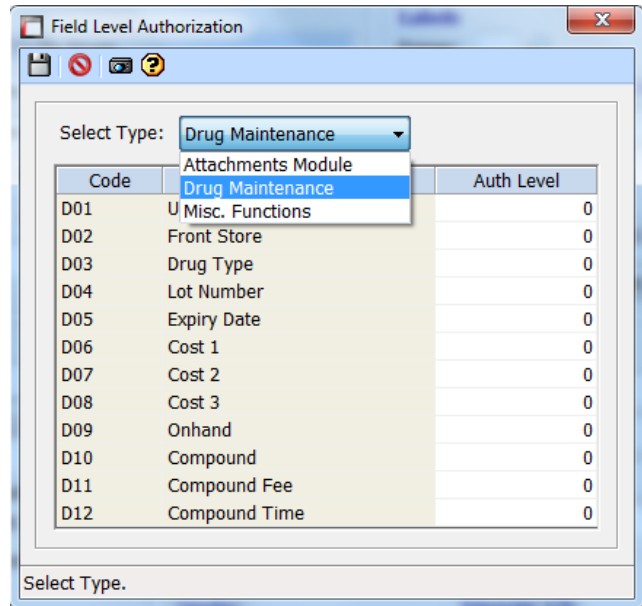 Field Level Authorization
Select Type: Drug Maintenance
Attachments Module
Drug Maintenance
Misc. Functions
Code Auth Level
D01 U 0
D02 Front Store 0
D03 Drug Type 0
D04 Lot Number 0
D05 Expiry Date 0
D06 Cost 1 0
D07 Cost 2 0
D08 Cost 3 0
D09 Onhand 0
D10 Compound 0
D11 Compound Fee 0
D12 Compound Time 0
Select Type.